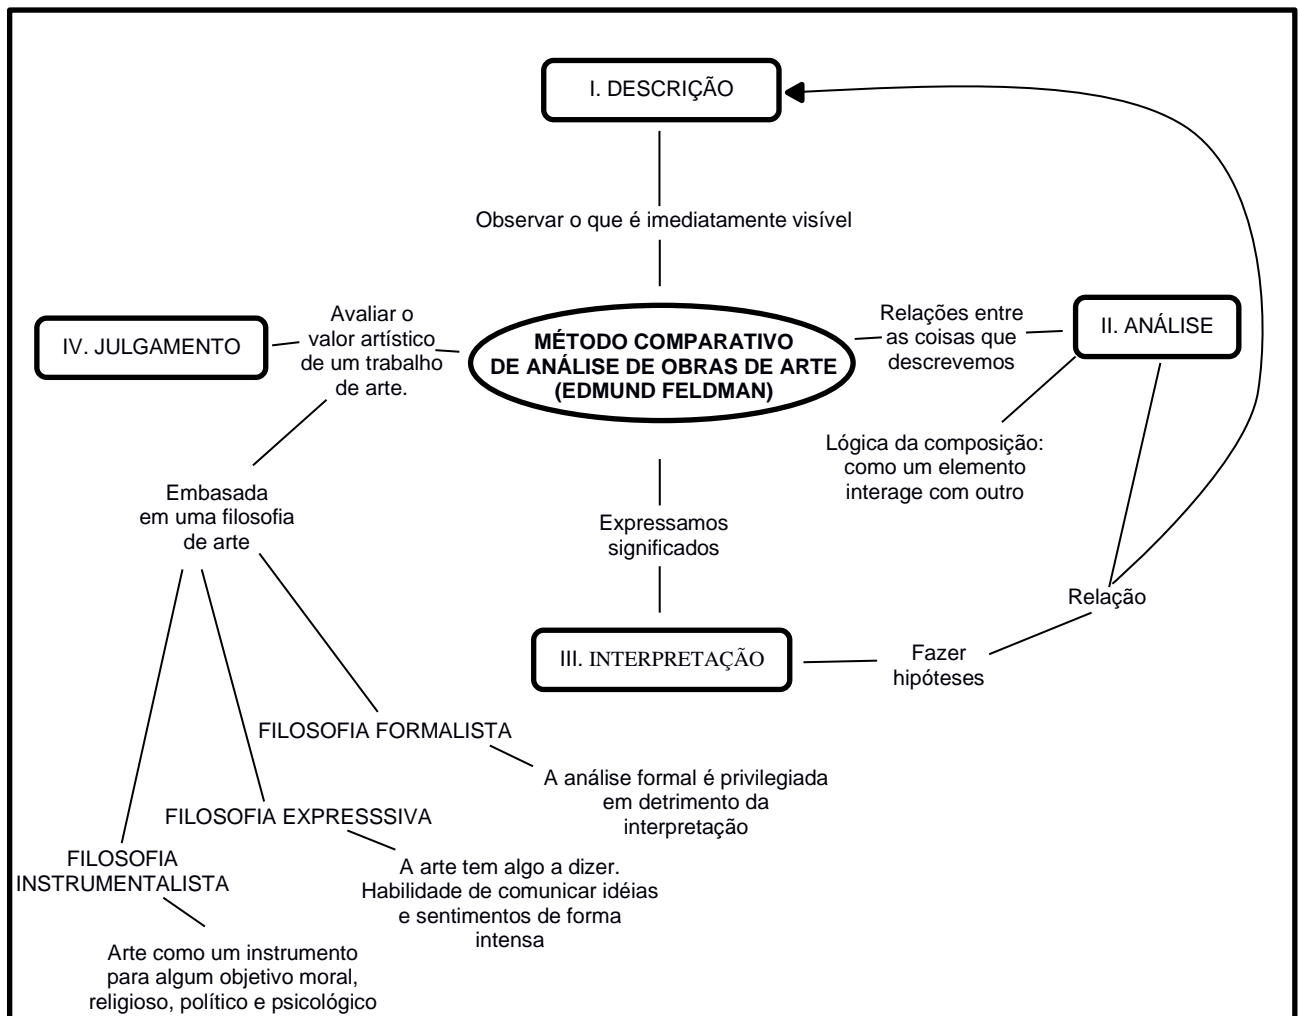 I. DESCRIÇÃO
Observar o que é imediatamente visível
MÉTODO COMPARATIVO
DE ANÁLISE DE OBRAS DE ARTE
(EDMUND FELDMAN)
Relações entre
as coisas que
descrevemos
II. ANÁLISE
Lógica da composição:
como um elemento
interage com outro
Relação
Fazer
hipóteses
Expressamos
significados
III. INTERPRETAÇÃO
Avaliar o
valor artístico
de um trabalho
de arte.
IV. JULGAMENTO
Embasada
em uma filosofia
de arte
FILOSOFIA FORMALISTA
A análise formal é privilegiada
em detrimento da
interpretação
FILOSOFIA EXPRESSSIVA
A arte tem algo a dizer.
Habilidade de comunicar idéias
e sentimentos de forma
intensa
FILOSOFIA
INSTRUMENTALISTA
Arte como um instrumento
para algum objetivo moral,
religioso, político e psicológico